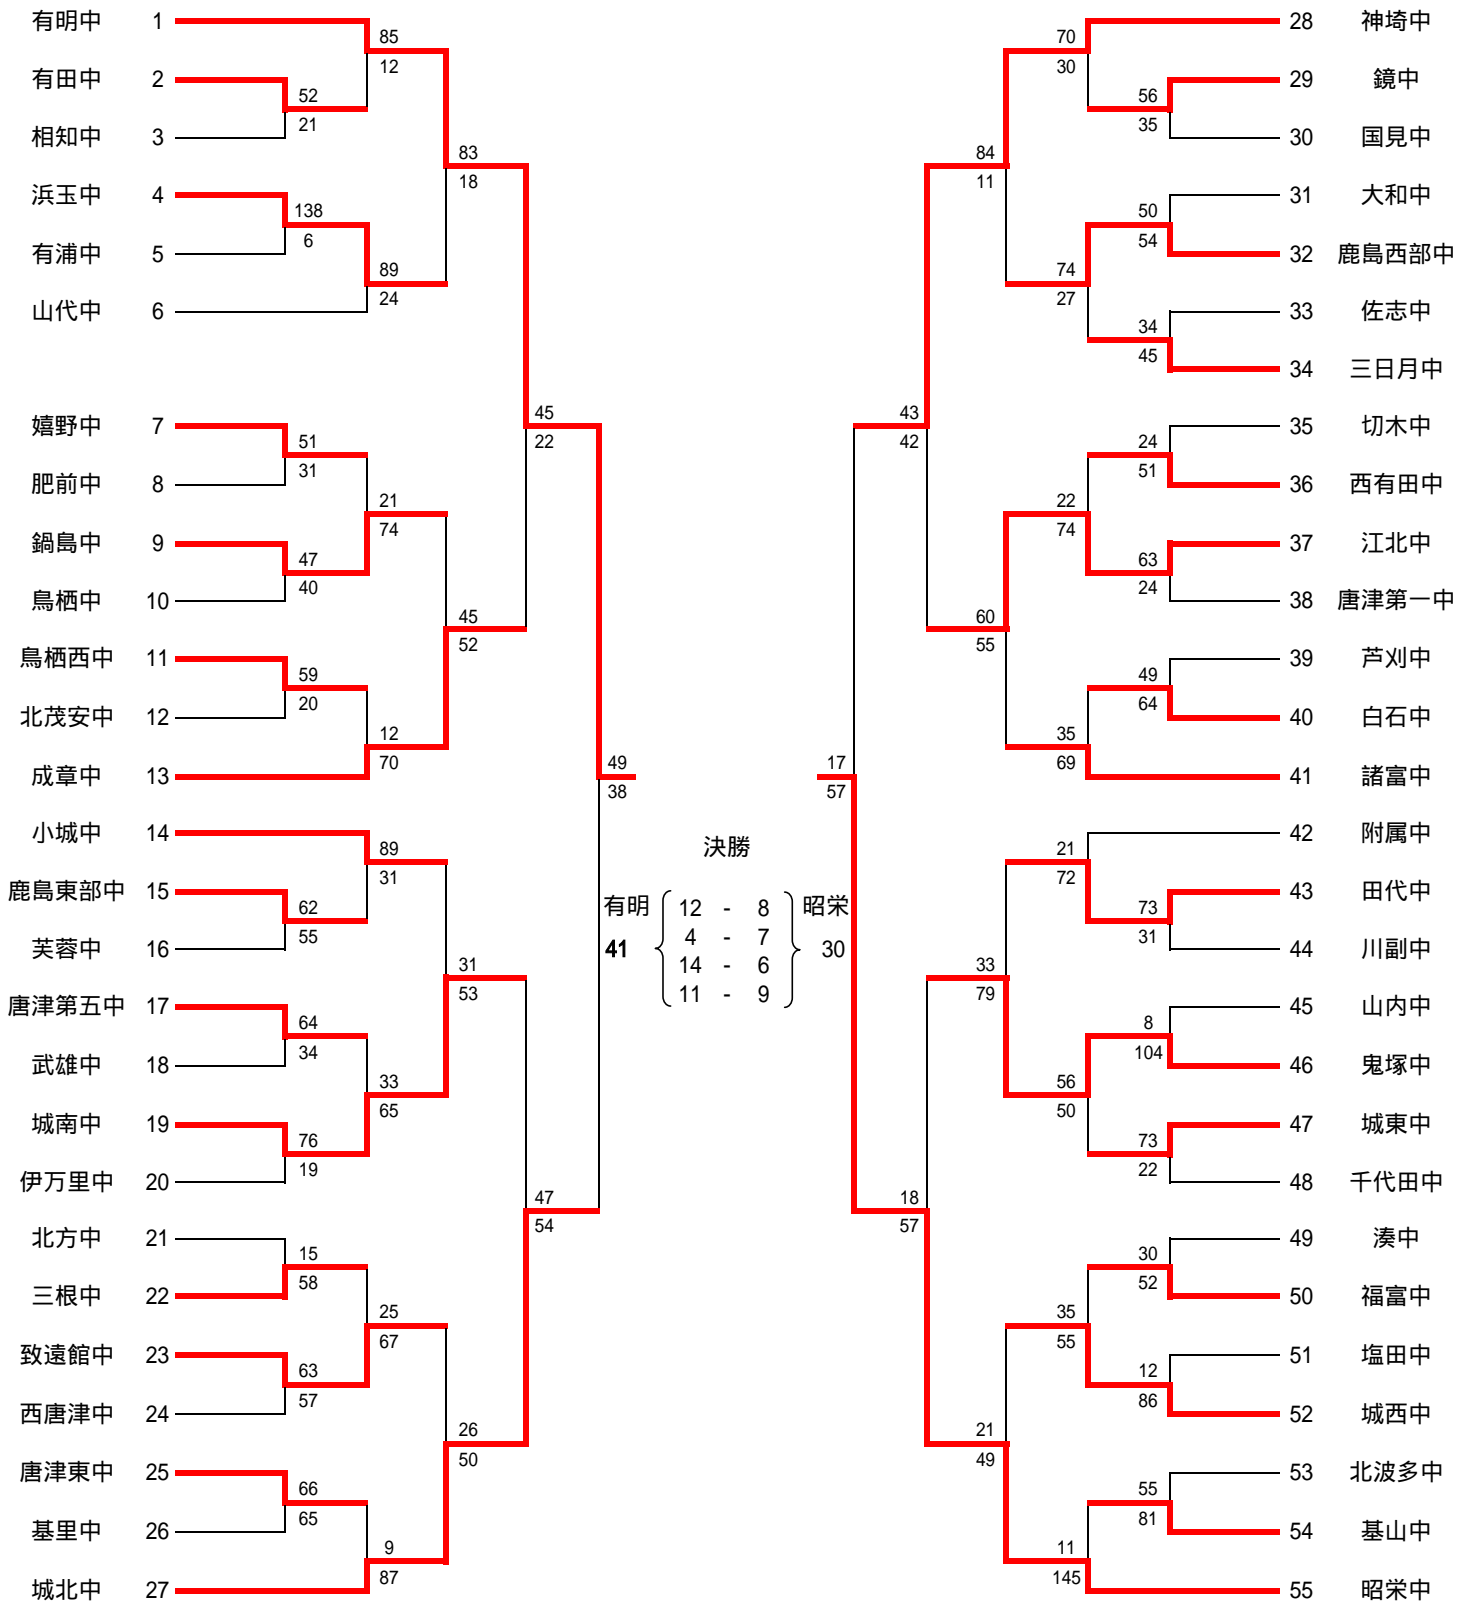 有明中 1
有田中 2
相知中 3
浜玉中 4
有浦中 5
山代中 6
嬉野中 7
肥前中 8
鍋島中 9
鳥栖中 10
鳥栖西中 11
北茂安中 12
成章中 13
小城中 14
鹿島東部中 15
芙蓉中 16
唐津第五中 17
武雄中 18
城南中 19
伊万里中 20
北方中 21
三根中 22
致遠館中 23
西唐津中 24
唐津東中 25
基里中 26
城北中 27
85
12
52
21
138
6
89
24
83
18
51
31
21
74
47
40
59
20
12
70
45
52
45
22
89
31
62
55
64
34
33
65
76
19
31
53
15
58
25
67
63
57
66
65
9
87
26
50
47
54
49
38
決勝
有明 12 - 8 昭栄
41 4 - 7 30
14 - 6
11 - 9
17
57
43
42
84
11
70
30
56
35
50
54
74
27
34
45
24
51
22
74
63
24
60
55
49
64
35
69
21
72
73
31
33
79
8
104
56
50
73
22
18
57
30
52
35
55
12
86
21
49
55
81
11
145
28 神埼中
29 鏡中
30 国見中
31 大和中
32 鹿島西部中
33 佐志中
34 三日月中
35 切木中
36 西有田中
37 江北中
38 唐津第一中
39 芦刈中
40 白石中
41 諸富中
42 附属中
43 田代中
44 川副中
45 山内中
46 鬼塚中
47 城東中
48 千代田中
49 湊中
50 福富中
51 塩田中
52 城西中
53 北波多中
54 基山中
55 昭栄中